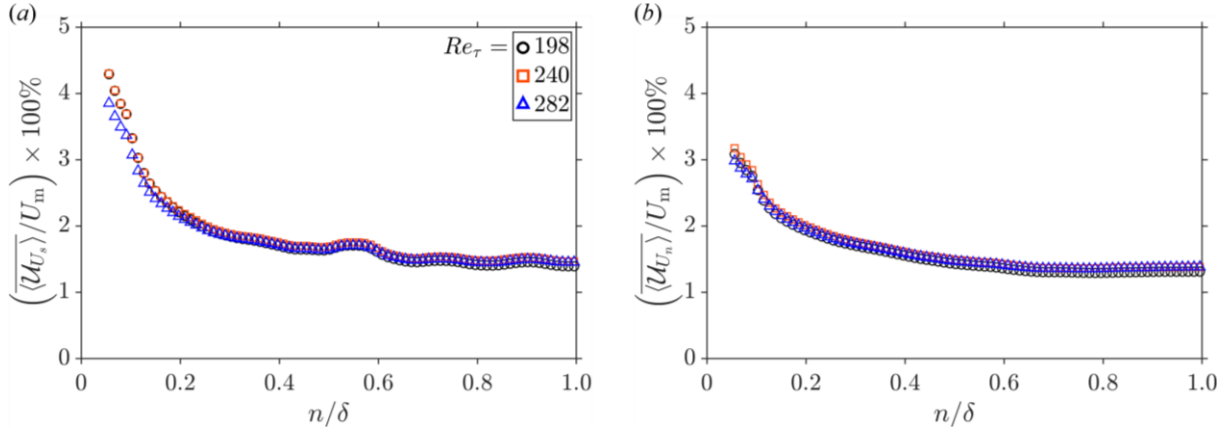 (a)
5
4
3
2
1
0
(⟨𝒰_{U_s}⟩/U_m) × 100%
Re_τ = 198
240
282
0 0.2 0.4 0.6 0.8 1.0
n/δ
(b)
5
4
3
2
1
0
(⟨𝒰_{U_n}⟩/U_m) × 100%
0 0.2 0.4 0.6 0.8 1.0
n/δ